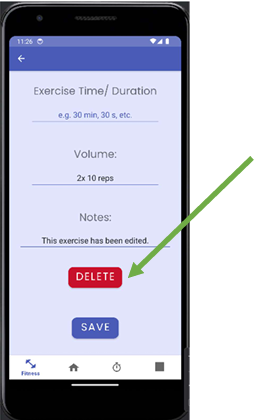 11:26
Exercise Time/ Duration
e.g. 30 min, 30 s, etc.
Volume:
2x 10 reps
Notes:
This exercise has been edited.
DELETE
SAVE
Fitness